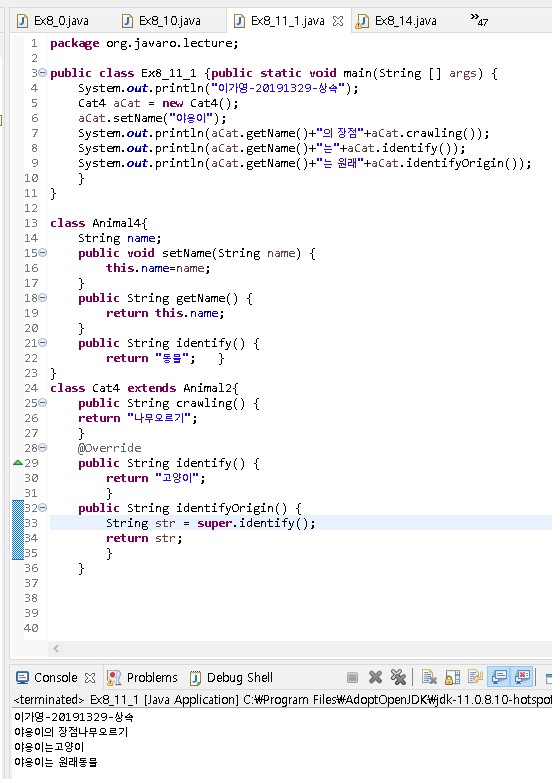 Ex8_0.java
Ex8_10.java
Ex8_11_1.java
Ex8_14.java
47
1 package org.javaro.lecture;
2
3 public class Ex8_11_1 {public static void main(String [] args) {
4 System.out.println("이가영-20191329-상속");
5 Cat4 aCat = new Cat4();
6 aCat.setName("야옹이");
7 System.out.println(aCat.getName()+"의 장점"+aCat.crawling());
8 System.out.println(aCat.getName()+"는"+aCat.identify());
9 System.out.println(aCat.getName()+"는 원래"+aCat.identifyOrigin());
10 }
11 }
12
13 class Animal4{
14 String name;
15 public void setName(String name) {
16 this.name=name;
17 }
18 public String getName() {
19 return this.name;
20 }
21 public String identify() {
22 return "동물"; }
23 }
24 class Cat4 extends Animal2{
25 public String crawling() {
26 return "나무오르기";
27 }
28 @Override
29 public String identify() {
30 return "고양이";
31 }
32 public String identifyOrigin() {
33 String str = super.identify();
34 return str;
35 }
36 }
37
38
39
40
Console
Problems
Debug Shell
<terminated> Ex8_11_1 [Java Application] C:₩Program Files₩AdoptOpenJDK₩jdk-11.0.8.10-hotspot
이가영-20191329-상속
야옹이의 장점나무오르기
야옹이는고양이
야옹이는 원래동물